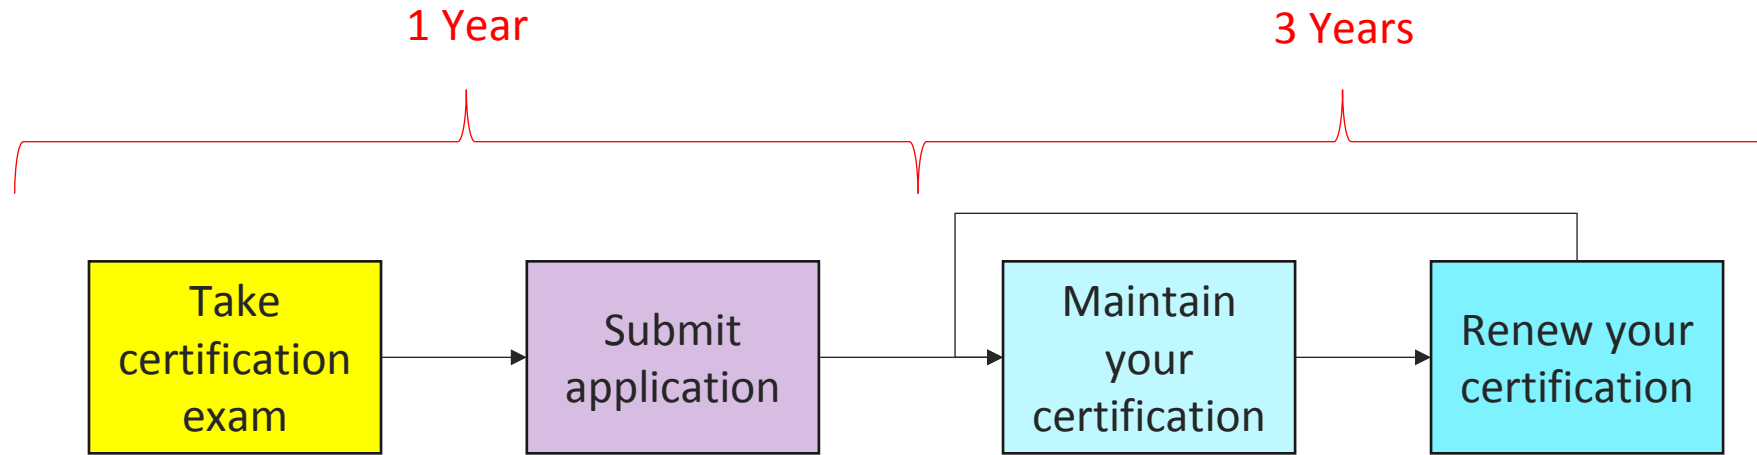 1 Year
3 Years
Take
certification
exam
Submit
application
Maintain
your
certification
Renew your
certification